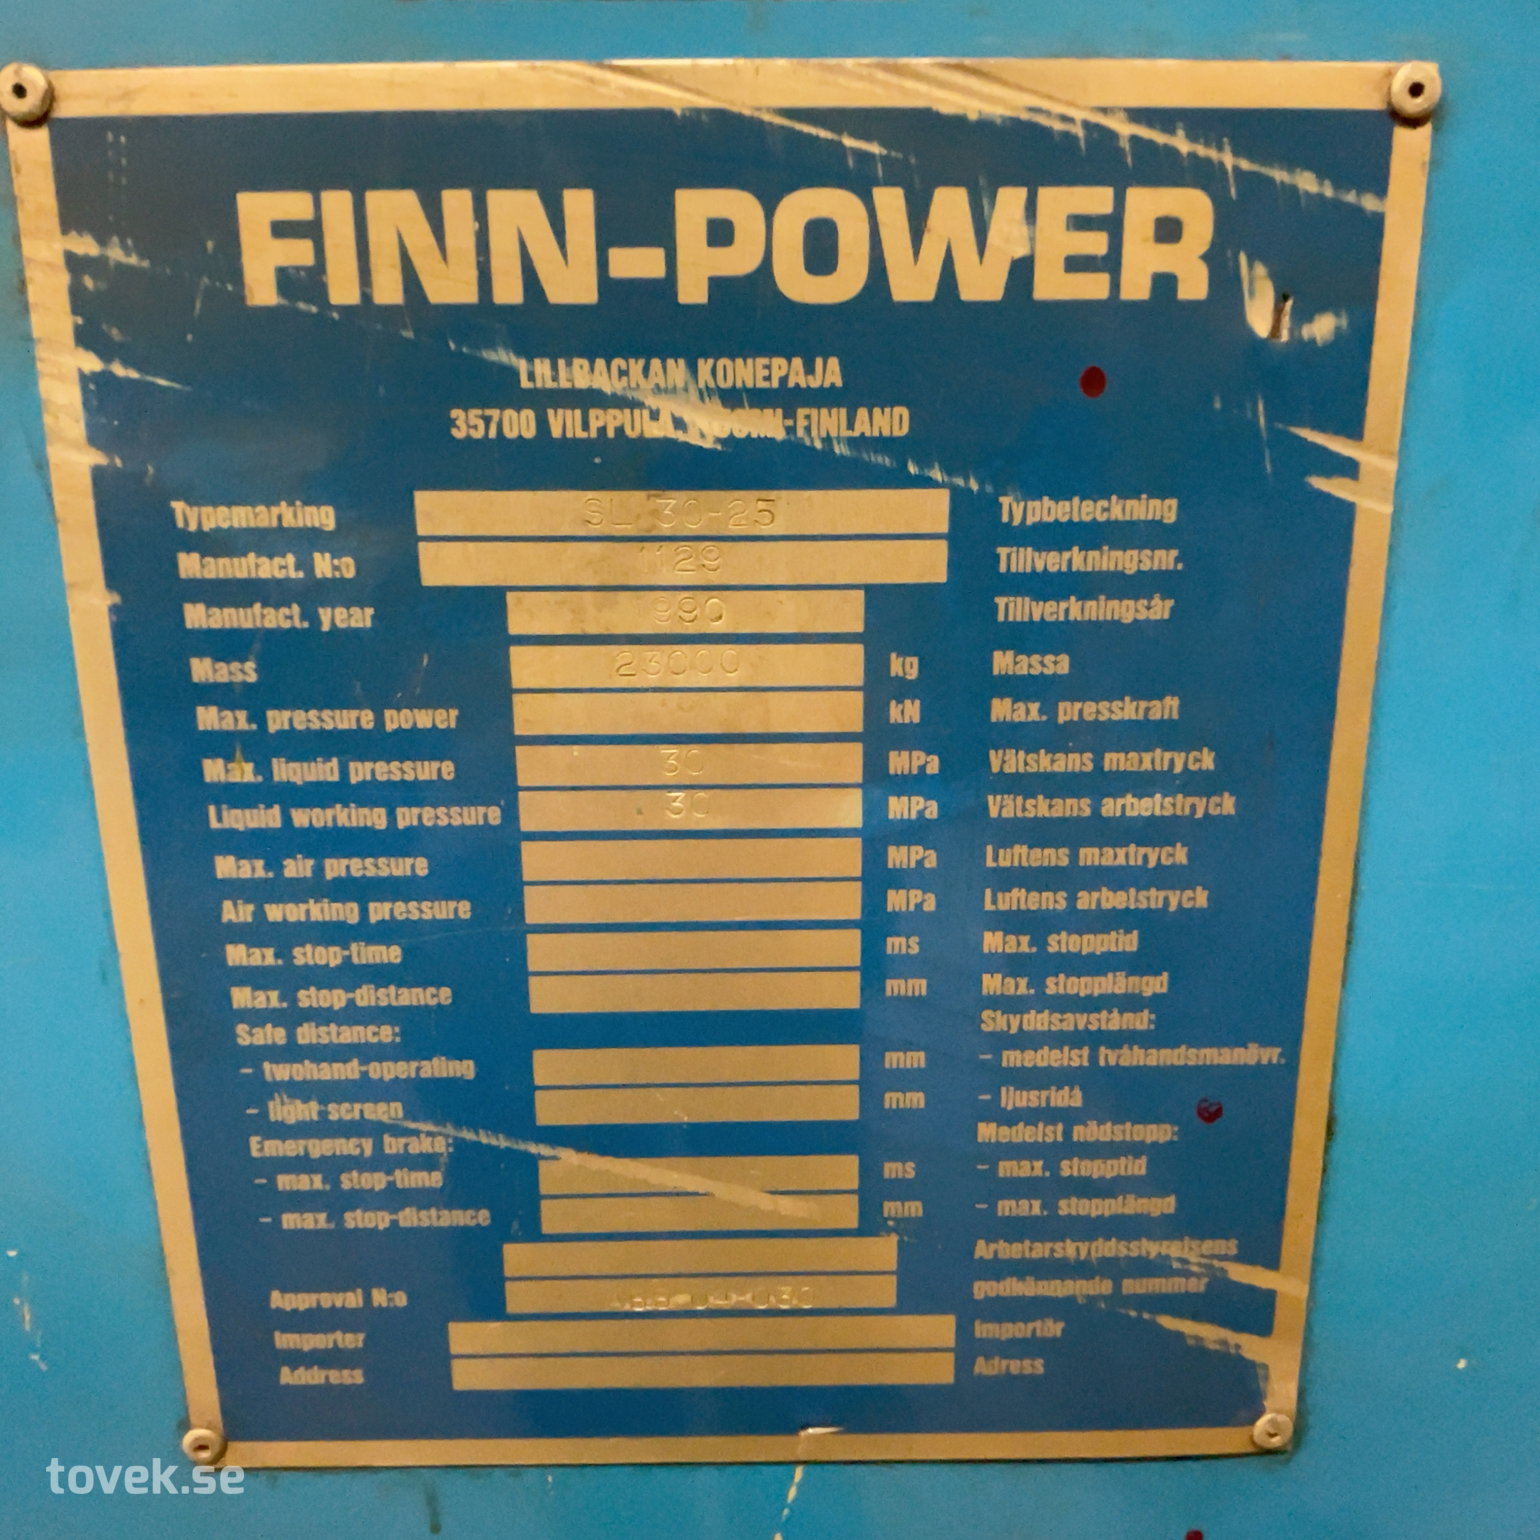 FINN-POWER
LILLBACKAN KONEPAJA
35700 VILPPULA, SUOMI-FINLAND
Typemarking SL 30-25 Typbeteckning
Manufact. N:o 1129 Tillverkningsnr.
Manufact. year 1990 Tillverkningsår
Mass 23000 kg Massa
Max. pressure power kN Max. presskraft
Max. liquid pressure 30 MPa Vätskans maxtryck
Liquid working pressure 30 MPa Vätskans arbetstryck
Max. air pressure MPa Luftens maxtryck
Air working pressure MPa Luftens arbetstryck
Max. stop-time ms Max. stopptid
Max. stop-distance mm Max. stopplängd
Safe distance: Skyddsavstånd:
- twohand-operating mm - medelst tvåhandsmanövr.
- light screen mm - ljusridå
Emergency brake: Medelst nödstopp:
- max. stop-time ms - max. stopptid
- max. stop-distance mm - max. stopplängd
Arbetarskyddsstyrelsens
Approval N:o godkännande nummer
Importer Importör
Address Adress
tovek.se